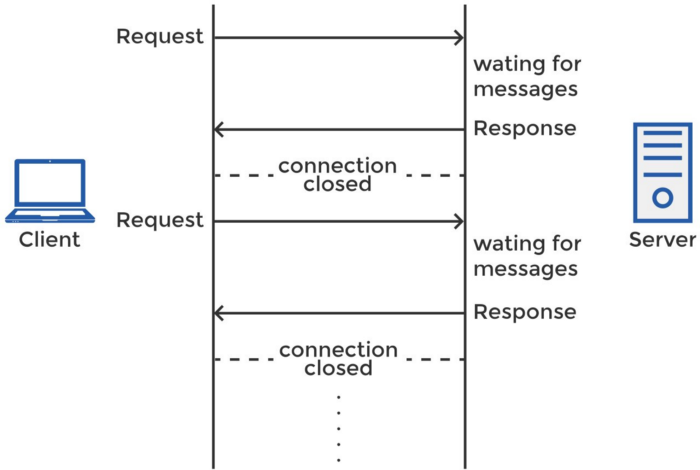 Request
wating for
messages
Response
connection
closed
Client
Request
Server
wating for
messages
Response
connection
closed